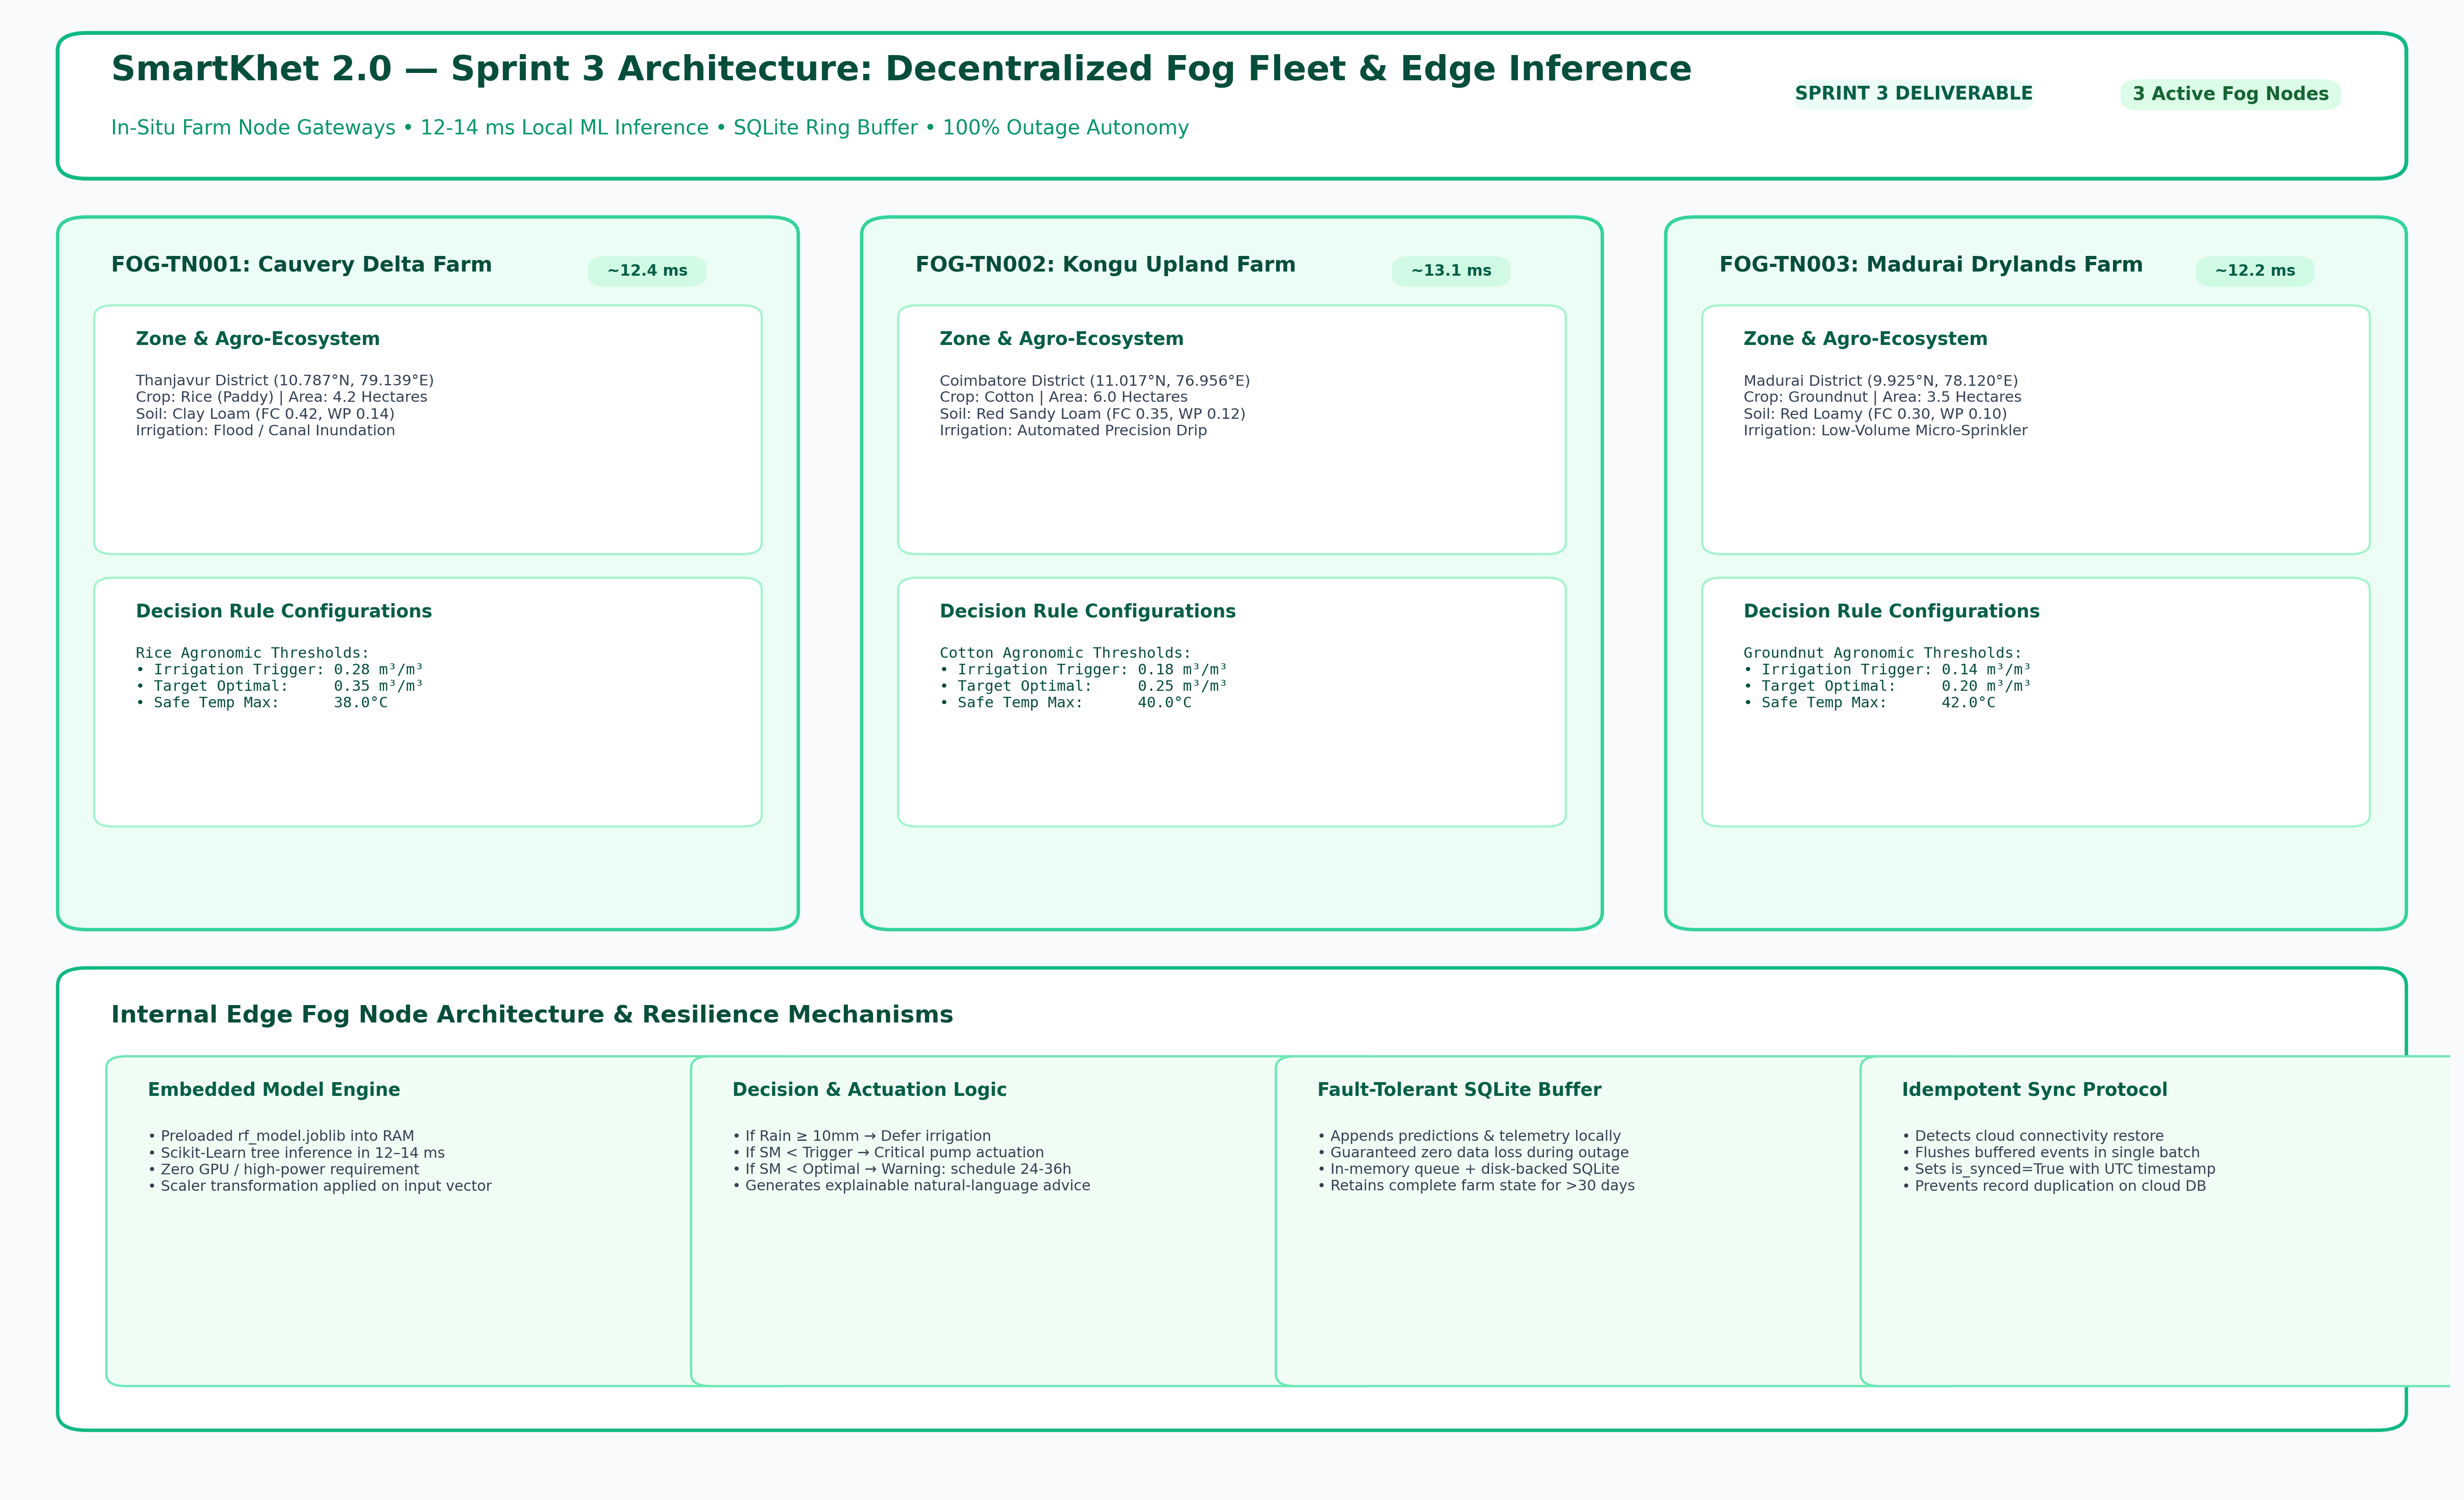 SmartKhet 2.0 — Sprint 3 Architecture: Decentralized Fog Fleet & Edge Inference
In-Situ Farm Node Gateways • 12-14 ms Local ML Inference • SQLite Ring Buffer • 100% Outage Autonomy
SPRINT 3 DELIVERABLE
3 Active Fog Nodes
FOG-TN001: Cauvery Delta Farm
~12.4 ms
Zone & Agro-Ecosystem
Thanjavur District (10.787°N, 79.139°E)
Crop: Rice (Paddy) | Area: 4.2 Hectares
Soil: Clay Loam (FC 0.42, WP 0.14)
Irrigation: Flood / Canal Inundation
Decision Rule Configurations
Rice Agronomic Thresholds:
• Irrigation Trigger: 0.28 m³/m³
• Target Optimal: 0.35 m³/m³
• Safe Temp Max: 38.0°C
FOG-TN002: Kongu Upland Farm
~13.1 ms
Zone & Agro-Ecosystem
Coimbatore District (11.017°N, 76.956°E)
Crop: Cotton | Area: 6.0 Hectares
Soil: Red Sandy Loam (FC 0.35, WP 0.12)
Irrigation: Automated Precision Drip
Decision Rule Configurations
Cotton Agronomic Thresholds:
• Irrigation Trigger: 0.18 m³/m³
• Target Optimal: 0.25 m³/m³
• Safe Temp Max: 40.0°C
FOG-TN003: Madurai Drylands Farm
~12.2 ms
Zone & Agro-Ecosystem
Madurai District (9.925°N, 78.120°E)
Crop: Groundnut | Area: 3.5 Hectares
Soil: Red Loamy (FC 0.30, WP 0.10)
Irrigation: Low-Volume Micro-Sprinkler
Decision Rule Configurations
Groundnut Agronomic Thresholds:
• Irrigation Trigger: 0.14 m³/m³
• Target Optimal: 0.20 m³/m³
• Safe Temp Max: 42.0°C
Internal Edge Fog Node Architecture & Resilience Mechanisms
Embedded Model Engine
• Preloaded rf_model.joblib into RAM
• Scikit-Learn tree inference in 12–14 ms
• Zero GPU / high-power requirement
• Scaler transformation applied on input vector
Decision & Actuation Logic
• If Rain ≥ 10mm → Defer irrigation
• If SM < Trigger → Critical pump actuation
• If SM < Optimal → Warning: schedule 24-36h
• Generates explainable natural-language advice
Fault-Tolerant SQLite Buffer
• Appends predictions & telemetry locally
• Guaranteed zero data loss during outage
• In-memory queue + disk-backed SQLite
• Retains complete farm state for >30 days
Idempotent Sync Protocol
• Detects cloud connectivity restore
• Flushes buffered events in single batch
• Sets is_synced=True with UTC timestamp
• Prevents record duplication on cloud DB